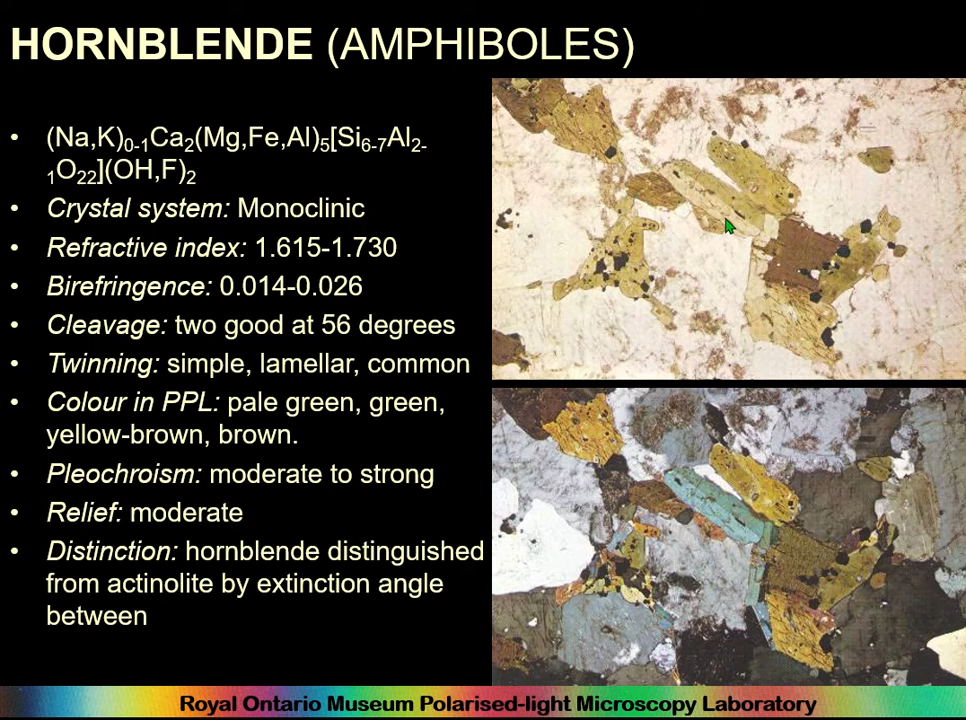 HORNBLENDE (AMPHIBOLES)
• (Na,K)₀₋₁Ca₂(Mg,Fe,Al)₅[Si₆₋₇Al₂₋
₁O₂₂](OH,F)₂
• Crystal system: Monoclinic
• Refractive index: 1.615-1.730
• Birefringence: 0.014-0.026
• Cleavage: two good at 56 degrees
• Twinning: simple, lamellar, common
• Colour in PPL: pale green, green,
yellow-brown, brown.
• Pleochroism: moderate to strong
• Relief: moderate
• Distinction: hornblende distinguished
from actinolite by extinction angle
between
Royal Ontario Museum Polarised-light Microscopy Laboratory